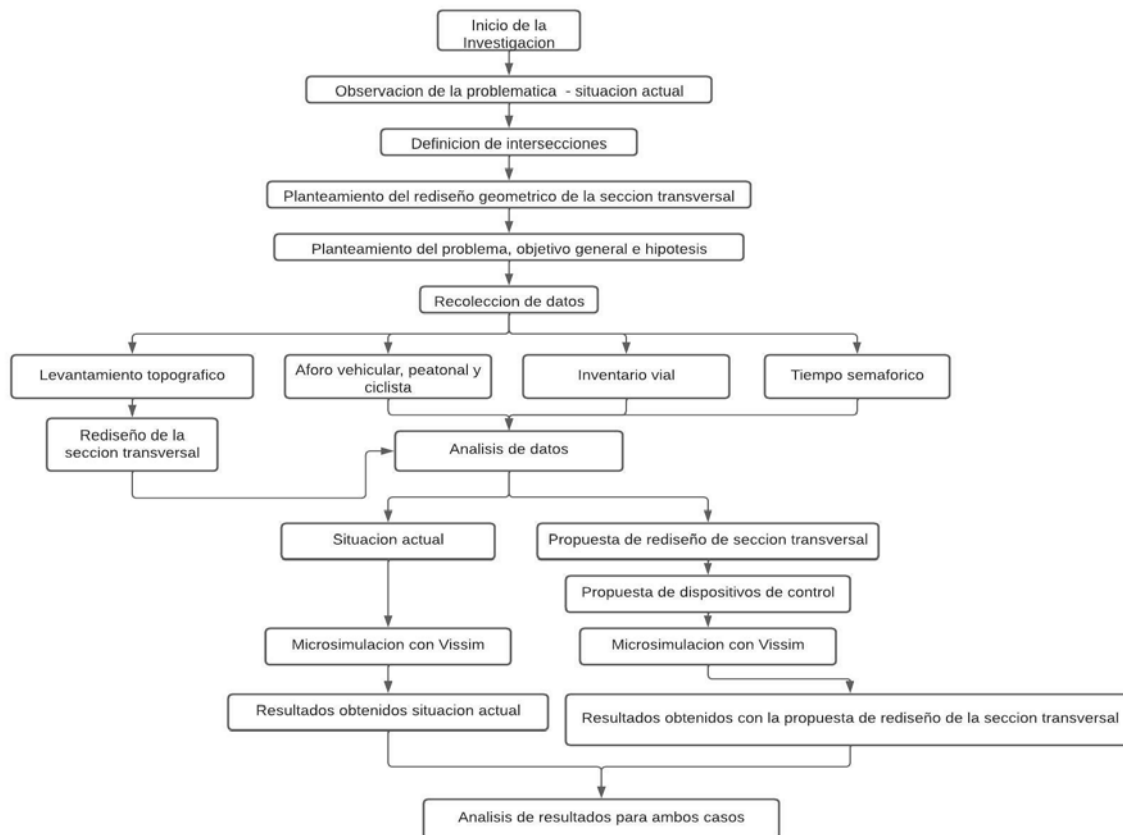 Inicio de la
Investigacion
Observacion de la problematica - situacion actual
Definicion de intersecciones
Planteamiento del rediseño geometrico de la seccion transversal
Planteamiento del problema, objetivo general e hipotesis
Recoleccion de datos
Levantamiento topografico
Aforo vehicular, peatonal y
ciclista
Inventario vial
Tiempo semaforico
Rediseño de la
seccion transversal
Analisis de datos
Situacion actual
Propuesta de rediseño de seccion transversal
Propuesta de dispositivos de control
Microsimulacion con Vissim
Microsimulacion con Vissim
Resultados obtenidos situacion actual
Resultados obtenidos con la propuesta de rediseño de la seccion transversal
Analisis de resultados para ambos casos